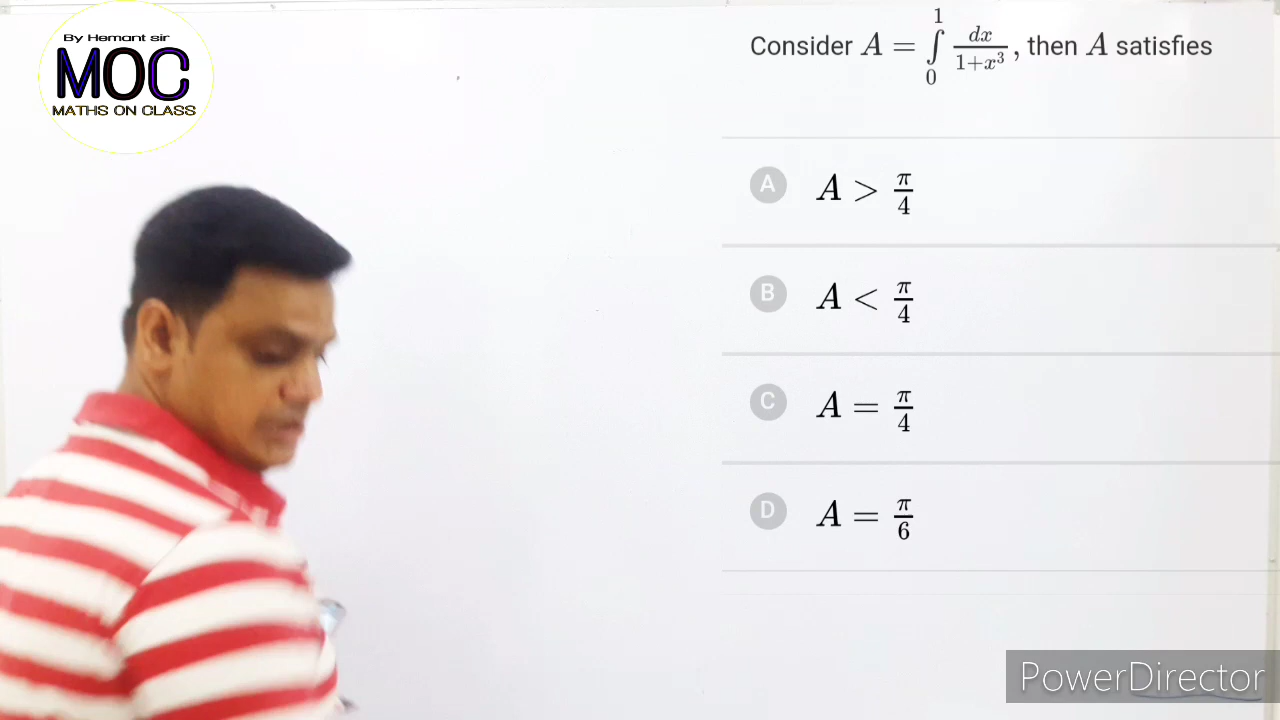 By Hemant sir
MOC
MATHS ON CLASS
Consider A = ∫₀¹ dx/(1+x³), then A satisfies
A A > π/4
B A < π/4
C A = π/4
D A = π/6
PowerDirector